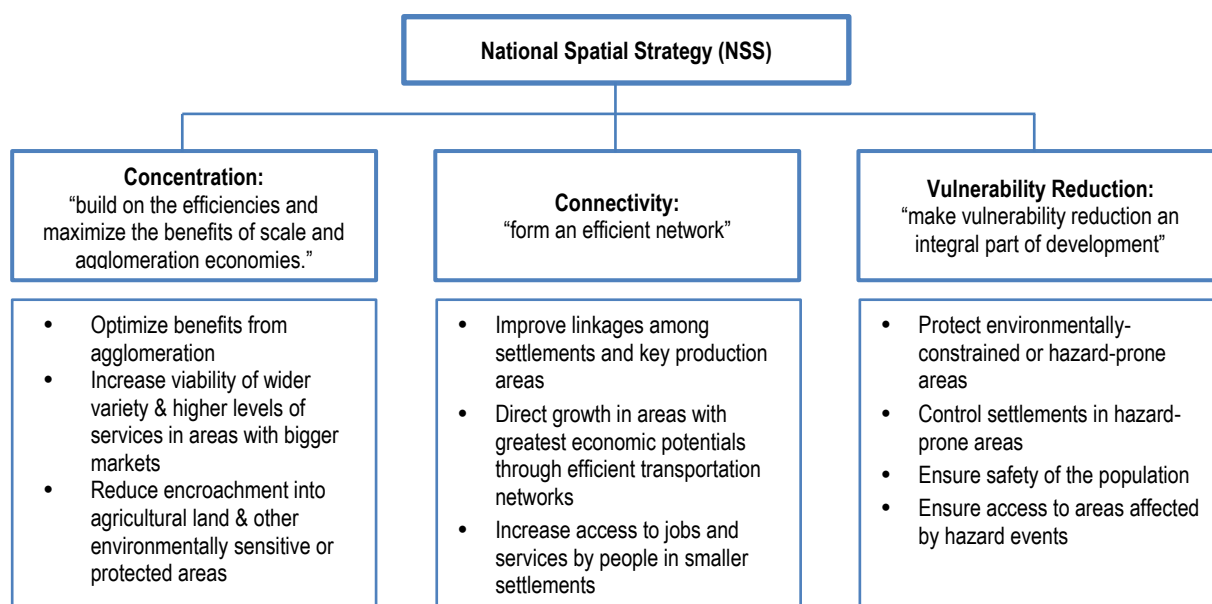 National Spatial Strategy (NSS)
Concentration:
“build on the efficiencies and
maximize the benefits of scale and
agglomeration economies.”
Connectivity:
“form an efficient network”
Vulnerability Reduction:
“make vulnerability reduction an
integral part of development”
• Optimize benefits from
agglomeration
• Increase viability of wider
variety & higher levels of
services in areas with bigger
markets
• Reduce encroachment into
agricultural land & other
environmentally sensitive or
protected areas
• Improve linkages among
settlements and key production
areas
• Direct growth in areas with
greatest economic potentials
through efficient transportation
networks
• Increase access to jobs and
services by people in smaller
settlements
• Protect environmentally-
constrained or hazard-prone
areas
• Control settlements in hazard-
prone areas
• Ensure safety of the population
• Ensure access to areas affected
by hazard events